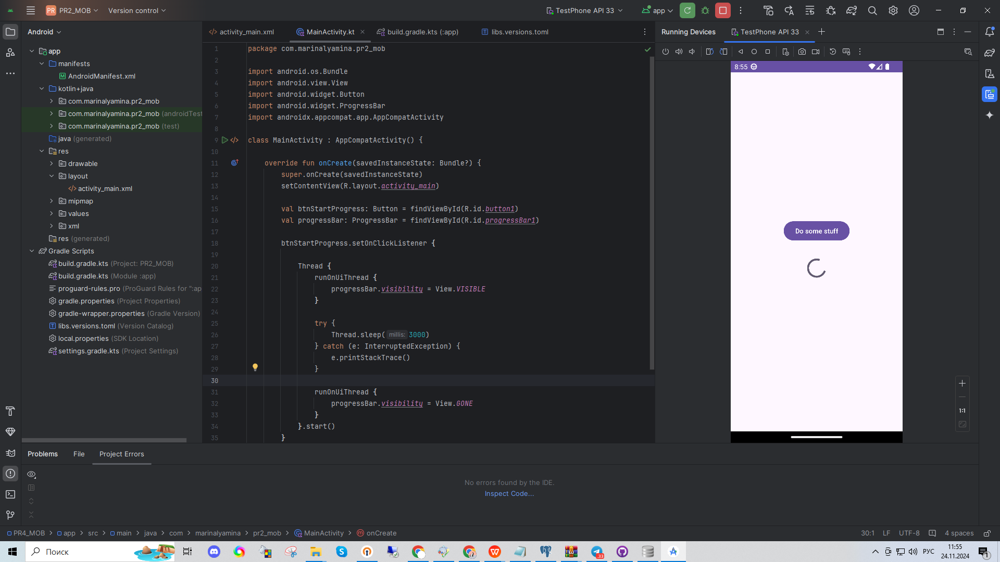 PR PR2_MOB Version control TestPhone API 33 app
Android activity_main.xml MainActivity.kt build.gradle.kts (:app) libs.versions.toml Running Devices TestPhone API 33
app
manifests
AndroidManifest.xml
kotlin+java
com.marinalyamina.pr2_mob
com.marinalyamina.pr2_mob (androidTest
com.marinalyamina.pr2_mob (test)
java (generated)
res
drawable
layout
activity_main.xml
mipmap
values
xml
res (generated)
Gradle Scripts
build.gradle.kts (Project: PR2_MOB)
build.gradle.kts (Module :app)
proguard-rules.pro (ProGuard Rules for ":ap
gradle.properties (Project Properties)
gradle-wrapper.properties (Gradle Version)
libs.versions.toml (Version Catalog)
local.properties (SDK Location)
settings.gradle.kts (Project Settings)
1 package com.marinalyamina.pr2_mob
2
3 import android.os.Bundle
4 import android.view.View
5 import android.widget.Button
6 import android.widget.ProgressBar
7 import androidx.appcompat.app.AppCompatActivity
8
9 class MainActivity : AppCompatActivity() {
10
11 override fun onCreate(savedInstanceState: Bundle?) {
12 super.onCreate(savedInstanceState)
13 setContentView(R.layout.activity_main)
14
15 val btnStartProgress: Button = findViewById(R.id.button1)
16 val progressBar: ProgressBar = findViewById(R.id.progressBar1)
17
18 btnStartProgress.setOnClickListener {
19
20 Thread {
21 runOnUiThread {
22 progressBar.visibility = View.VISIBLE
23 }
24
25 try {
26 Thread.sleep( millis: 3000)
27 } catch (e: InterruptedException) {
28 e.printStackTrace()
29 }
30
31 runOnUiThread {
32 progressBar.visibility = View.GONE
33 }
34 }.start()
35 }
8:55
Do some stuff
1:1
Problems File Project Errors
No errors found by the IDE.
Inspect Code...
PR4_MOB > app > src > main > java > com > marinalyamina > pr2_mob > MainActivity > onCreate 30:1 LF UTF-8 4 spaces
Поиск 33 РУС 11:55
24.11.2024 1